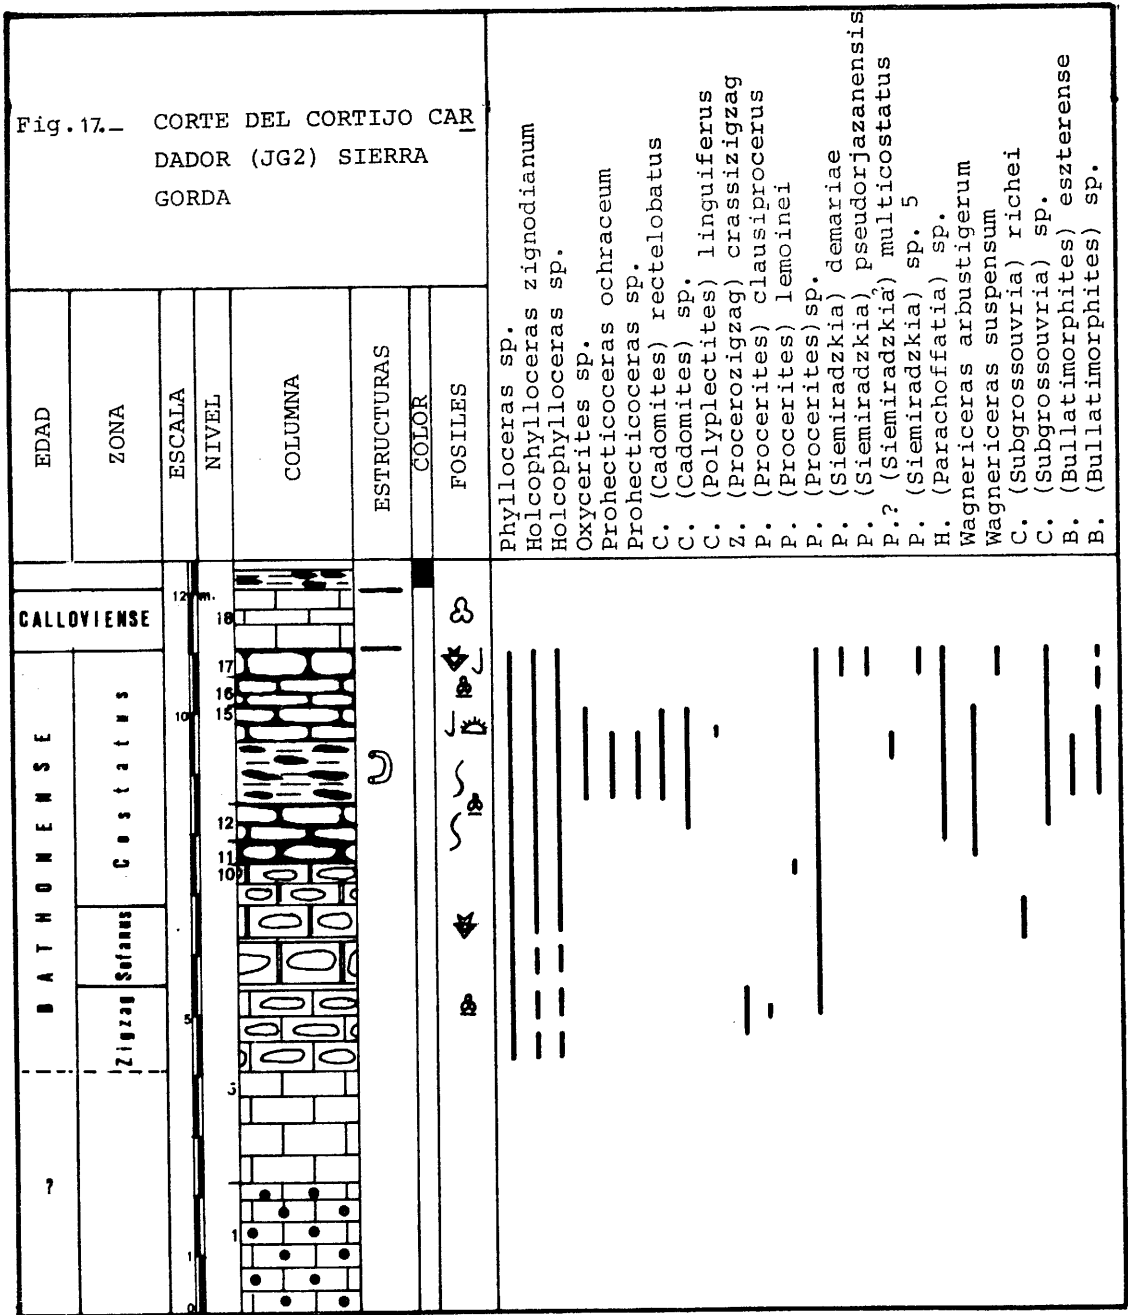 Fig.17.— CORTE DEL CORTIJO CAR
DADOR (JG2) SIERRA
GORDA
EDAD
ZONA
ESCALA
NIVEL
COLUMNA
ESTRUCTURAS
COLOR
FOSILES
Phylloceras sp.
Holcophylloceras zignodianum
Holcophylloceras sp.
Oxycerites sp.
Prohecticoceras ochraceum
Prohecticoceras sp.
C. (Cadomites) rectelobatus
C. (Cadomites) sp.
C. (Polyplectites) linguiferus
Z. (Procerozigzag) crassizigzag
P. (Procerites) clausiprocerus
P. (Procerites) lemoinei
P. (Procerites) sp.
P. (Siemiradzkia) demariae
P. (Siemiradzkia) pseudorjazanensis
P.? (Siemiradzkia?) multicostatus
P. (Siemiradzkia) sp. 5
H. (Parachoffatia) sp.
Wagnericeras arbustigerum
Wagnericeras suspensum
C. (Subgrossouvria) richei
C. (Subgrossouvria) sp.
B. (Bullatimorphites) eszterense
B. (Bullatimorphites) sp.
CALLOVIENSE
BATHONENSE
?
Costatus
Sofanus
Zigzag
12 m.
10
5
1
0
18
17
16
15
12
11
10
1